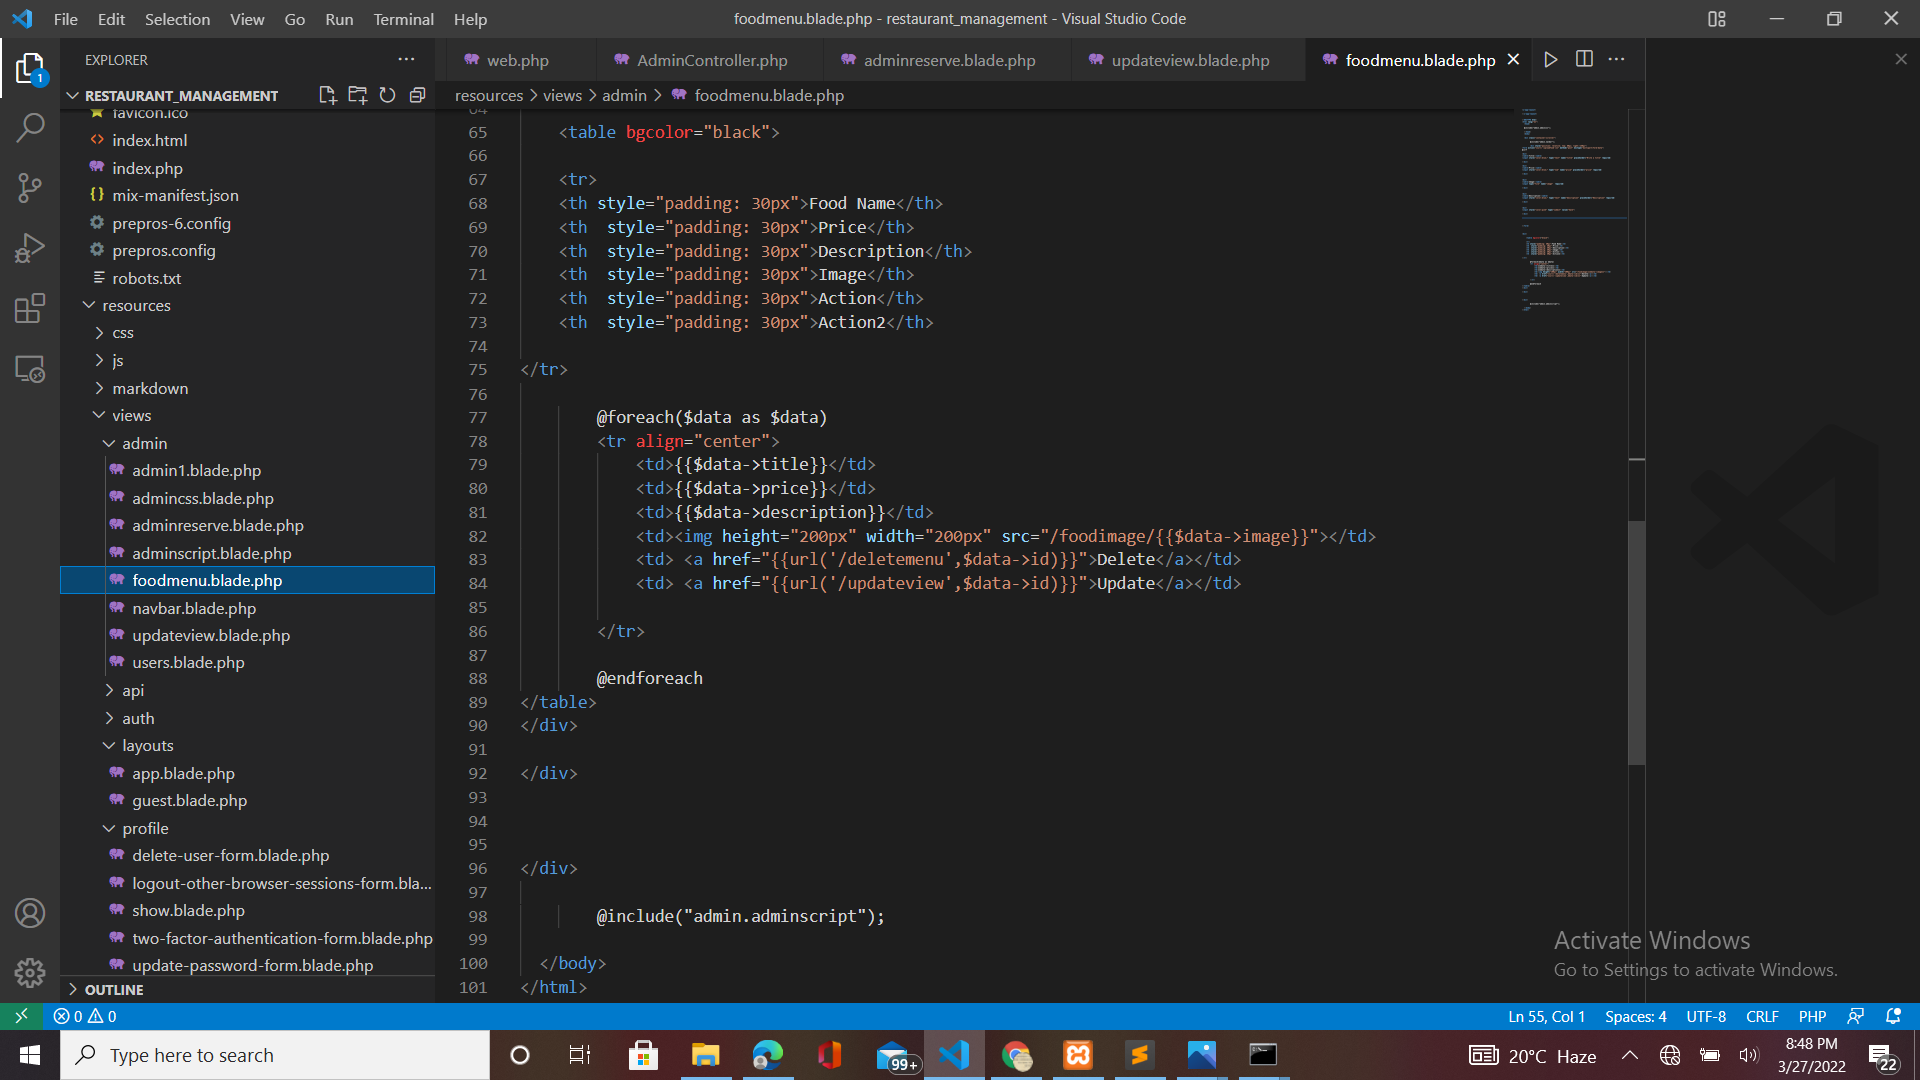 File Edit Selection View Go Run Terminal Help
foodmenu.blade.php - restaurant_management - Visual Studio Code
EXPLORER
web.php
AdminController.php
adminreserve.blade.php
updateview.blade.php
foodmenu.blade.php
RESTAURANT_MANAGEMENT
resources > views > admin > foodmenu.blade.php
1
favicon.ico
index.html
index.php
mix-manifest.json
prepros-6.config
prepros.config
robots.txt
resources
css
js
markdown
views
admin
admin1.blade.php
admincss.blade.php
adminreserve.blade.php
adminscript.blade.php
foodmenu.blade.php
navbar.blade.php
updateview.blade.php
users.blade.php
api
auth
layouts
app.blade.php
guest.blade.php
profile
delete-user-form.blade.php
logout-other-browser-sessions-form.bla...
show.blade.php
two-factor-authentication-form.blade.php
update-password-form.blade.php
OUTLINE
64
65 <table bgcolor="black">
66
67 <tr>
68 <th style="padding: 30px">Food Name</th>
69 <th  style="padding: 30px">Price</th>
70 <th  style="padding: 30px">Description</th>
71 <th  style="padding: 30px">Image</th>
72 <th  style="padding: 30px">Action</th>
73 <th  style="padding: 30px">Action2</th>
74
75 </tr>
76
77 @foreach($data as $data)
78 <tr align="center">
79 <td>{{$data->title}}</td>
80 <td>{{$data->price}}</td>
81 <td>{{$data->description}}</td>
82 <td><img height="200px" width="200px" src="/foodimage/{{$data->image}}"></td>
83 <td> <a href="{{url('/deletemenu',$data->id)}}">Delete</a></td>
84 <td> <a href="{{url('/updateview',$data->id)}}">Update</a></td>
85
86 </tr>
87
88 @endforeach
89 </table>
90 </div>
91
92 </div>
93
94
95
96 </div>
97
98 @include("admin.adminscript");
99
100 </body>
101 </html>
Activate Windows
Go to Settings to activate Windows.
0 0
Ln 55, Col 1 Spaces: 4 UTF-8 CRLF PHP
Type here to search
99+
20°C Haze
8:48 PM
3/27/2022
22